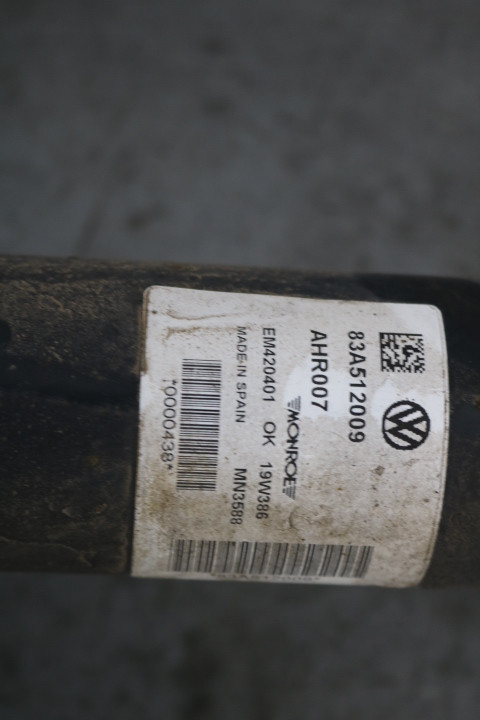 83A512009
AHR007
MONROE
EM420401 OK 19W386
MADE IN SPAIN MN3588
*0000438*